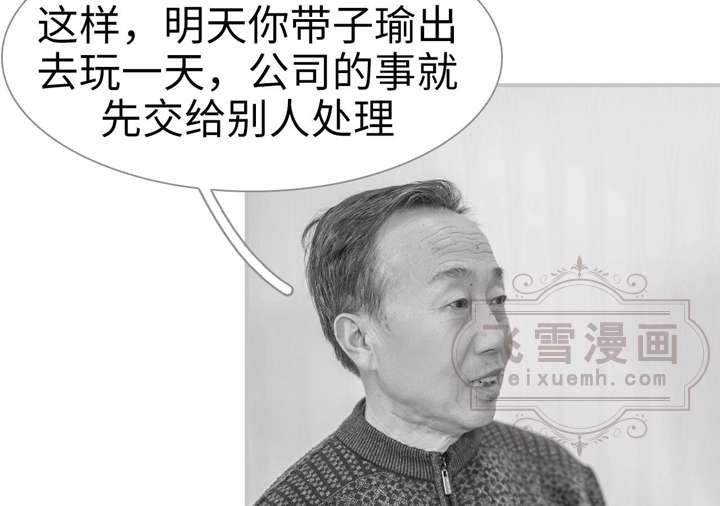 这样，明天你带子瑜出
去玩一天，公司的事就
先交给别人处理
飞雪漫画
feixuemh.com